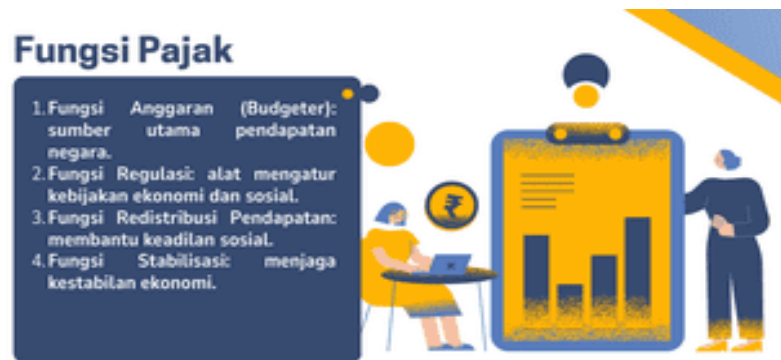 Fungsi Pajak
1. Fungsi Anggaran (Budgeter):
sumber utama pendapatan
negara.
2. Fungsi Regulasi: alat mengatur
kebijakan ekonomi dan sosial.
3. Fungsi Redistribusi Pendapatan:
membantu keadilan sosial.
4. Fungsi Stabilisasi: menjaga
kestabilan ekonomi.
₹